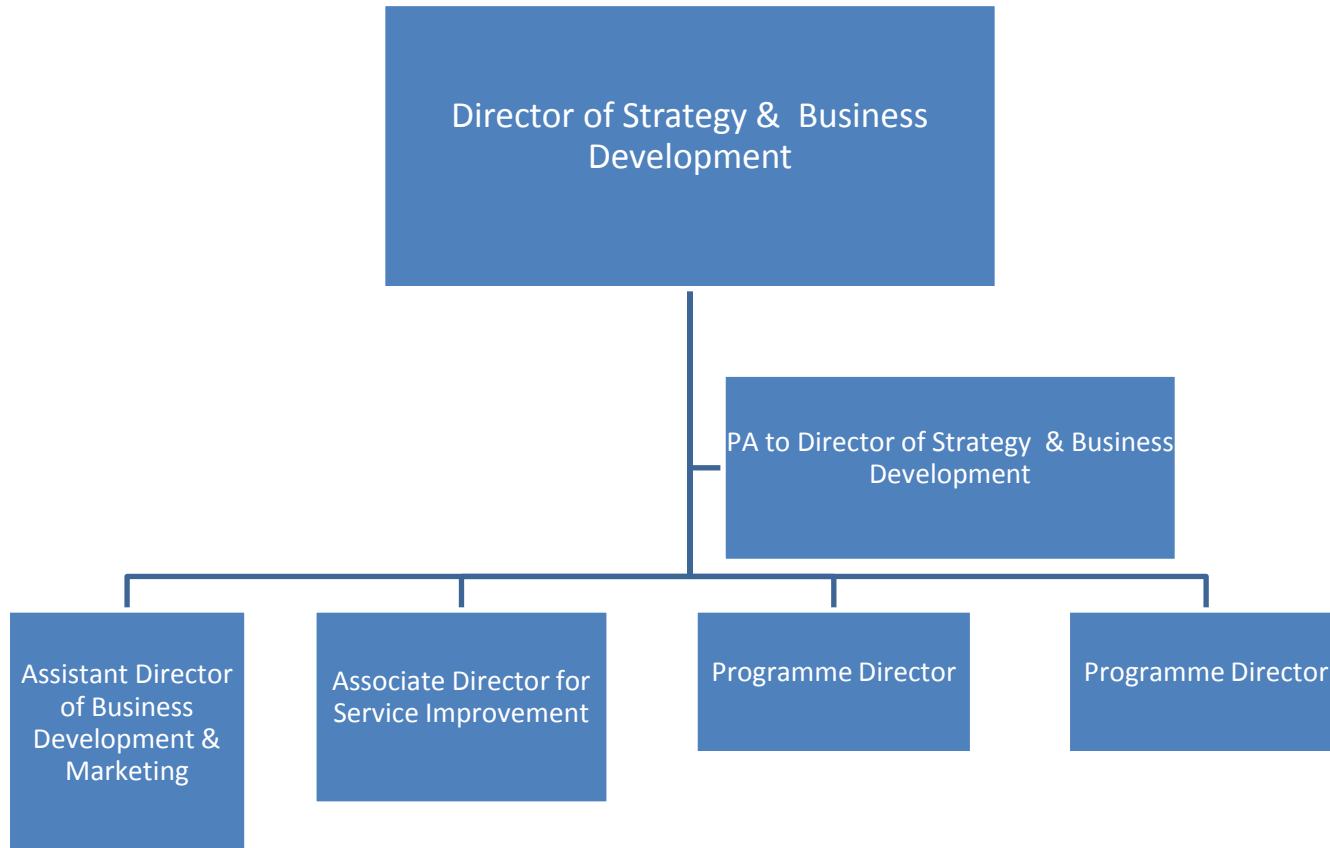 Director of Strategy &  Business
Development
PA to Director of Strategy  & Business
Development
Assistant Director
of Business
Development &
Marketing
Associate Director for
Service Improvement
Programme Director
Programme Director